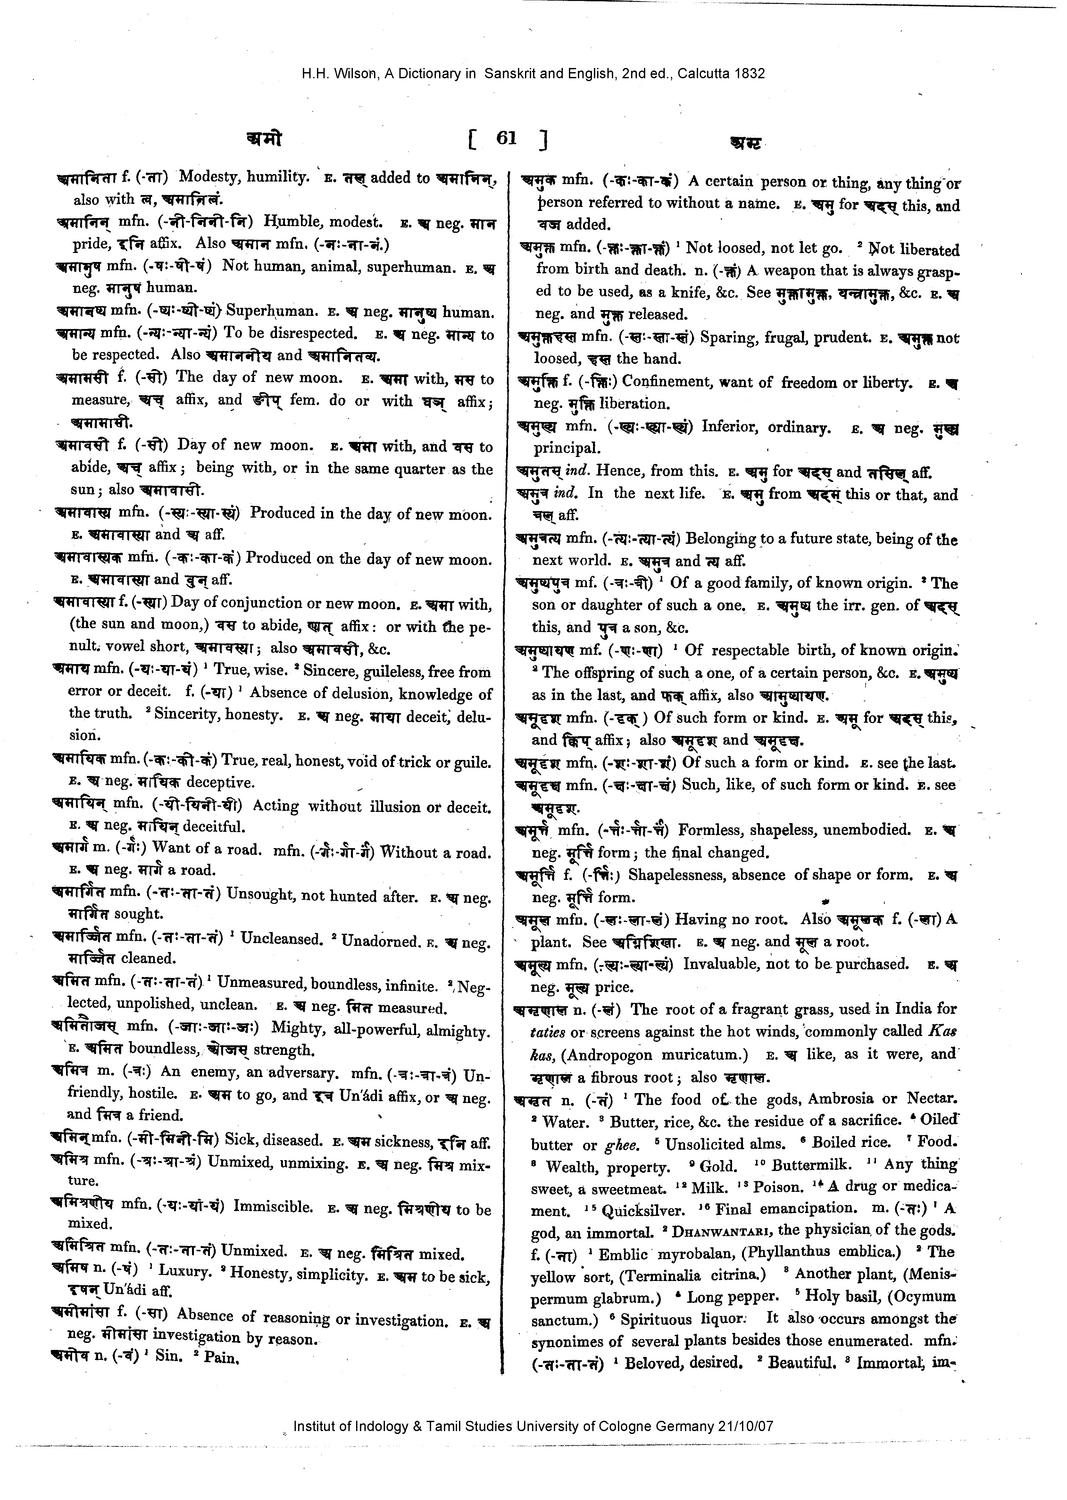 H.H. Wilson, A Dictionary in Sanskrit and English, 2nd ed., Calcutta 1832
अमी [ 61 ] अम्ट
अमानिता f. (-ता) Modesty, humility. E. तल् added to अमानिन्,
also with त्व, अमानित्वं.
अमानिन् mfn. (-नी-निनी-नि) Humble, modest. E. अ neg. मान
pride, इनि affix. Also अमान mfn. (-नः-ना-नं.)
अमानुष mfn. (-षः-षी-षं) Not human, animal, superhuman. E. अ
neg. मानुष human.
अमानुष्य mfn. (-ष्यः-ष्यी-ष्यं) Superhuman. E. अ neg. मानुष्य human.
अमान्य mfn. (-न्यः-न्या-न्यं) To be disrespected. E. अ neg. मान्य to
be respected. Also अमाननीय and अमानितव्य.
अमामसी f. (-सी) The day of new moon. E. अमा with, मस to
measure, अच् affix, and ङीप् fem. do or with घञ् affix;
अमामासी.
अमावसी f. (-सी) Day of new moon. E. अमा with, and वस to
abide, अच् affix; being with, or in the same quarter as the
sun; also अमावासी.
अमावास्य mfn. (-स्यः-स्या-स्यं) Produced in the day of new moon.
E. अमावास्या and अ aff.
अमावास्यक mfn. (-कः-का-कं) Produced on the day of new moon.
E. अमावास्या and वुन् aff.
अमावास्या f. (-स्या) Day of conjunction or new moon. E. अमा with,
(the sun and moon,) वस to abide, ण्यत् affix: or with the pe-
nult. vowel short, अमावस्या; also अमावसी, &c.
अमाय mfn. (-यः-या-यं) ¹ True, wise. ² Sincere, guileless, free from
error or deceit. f. (-या) ¹ Absence of delusion, knowledge of
the truth. ² Sincerity, honesty. E. अ neg. माया deceit, delu-
sion.
अमायिक mfn. (-कः-की-कं) True, real, honest, void of trick or guile.
E. अ neg. मायिक deceptive.
अमायिन् mfn. (-यी-यिनी-यी) Acting without illusion or deceit.
E. अ neg. मायिन् deceitful.
अमार्ग m. (-र्गः) Want of a road. mfn. (-र्गः-र्गा-र्गं) Without a road.
E. अ neg. मार्ग a road.
अमार्गित mfn. (-तः-ता-तं) Unsought, not hunted after. E. अ neg.
मार्गित sought.
अमार्ज्जित mfn. (-तः-ता-तं) ¹ Uncleansed. ² Unadorned. E. अ neg.
मार्ज्जित cleaned.
अमित mfn. (-तः-ता-तं) ¹ Unmeasured, boundless, infinite. ² Neg-
lected, unpolished, unclean. E. अ neg. मित measured.
अमितौजस् mfn. (-जाः-जाः-जः) Mighty, all-powerful, almighty.
E. अमित boundless, ओजस् strength.
अमित्र m. (-त्रः) An enemy, an adversary. mfn. (-त्रः-त्रा-त्रं) Un-
friendly, hostile. E. अम to go, and इत्र Un'ádi affix, or अ neg.
and मित्र a friend.
अमिन् mfn. (-मी-मिनी-मि) Sick, diseased. E. अम sickness, इनि aff.
अमिश्र mfn. (-श्रः-श्रा-श्रं) Unmixed, unmixing. E. अ neg. मिश्र mix-
ture.
अमिश्रणीय mfn. (-यः-या-यं) Immiscible. E. अ neg. मिश्रणीय to be
mixed.
अमिश्रित mfn. (-तः-ता-तं) Unmixed. E. अ neg. मिश्रित mixed.
अमिष n. (-षं) ¹ Luxury. ² Honesty, simplicity. E. अम to be sick,
इषन् Un'ádi aff.
अमीमांसा f. (-सा) Absence of reasoning or investigation. E. अ
neg. मीमांसा investigation by reason.
अमीव n. (-वं) ¹ Sin. ² Pain,
अमुक mfn. (-कः-का-कं) A certain person or thing, any thing or
person referred to without a name. E. अमु for अदस् this, and
added.
अमुक्त mfn. (-क्तः-क्ता-क्तं) ¹ Not loosed, not let go. ² Not liberated
from birth and death. n. (-क्तं) A weapon that is always grasp-
ed to be used, as a knife, &c. See मुक्तामुक्त, यन्त्रामुक्त, &c. E. अ
neg. and मुक्त released.
अमुक्तहस्त mfn. (-स्तः-स्ता-स्तं) Sparing, frugal, prudent. E. अमुक्त not
loosed, हस्त the hand.
अमुक्ति f. (-क्तिः) Confinement, want of freedom or liberty. E. अ
neg. मुक्ति liberation.
अमुख्य mfn. (-ख्यः-ख्या-ख्यं) Inferior, ordinary. E. अ neg. मुख्य
principal.
अमुतस् ind. Hence, from this. E. अमु for अदस् and तसिल् aff.
अमुत्र ind. In the next life. E. अमु from अदस् this or that, and
त्रल् aff.
अमुत्रत्य mfn. (-त्यः-त्या-त्यं) Belonging to a future state, being of the
next world. E. अमुत्र and त्य aff.
अमुष्यपुत्र mf. (-त्रः-त्री) ¹ Of a good family, of known origin. ² The
son or daughter of such a one. E. अमुष्य the irr. gen. of अदस्
this, and पुत्र a son, &c.
अमुष्यायण mf. (-णः-णा) ¹ Of respectable birth, of known origin.
² The offspring of such a one, of a certain person, &c. E. अमुष्य
as in the last, and फक् affix, also आमुष्यायण.
अमूदृश् mfn. (-दृक्) Of such form or kind. E. अमू for अदस् this,
and क्विप् affix; also अमूदृश and अमूदृक्ष.
अमूदृश mfn. (-शः-शा-शं) Of such a form or kind. E. see the last.
अमूदृक्ष mfn. (-क्षः-क्षा-क्षं) Such, like, of such form or kind. E. see
अमूदृश.
अमूर्त्त mfn. (-र्त्तः-र्त्ता-र्त्तं) Formless, shapeless, unembodied. E. अ
neg. मूर्त्ति form; the final changed.
अमूर्त्ति f. (-र्त्तिः) Shapelessness, absence of shape or form. E. अ
neg. मूर्त्ति form.
अमूल mfn. (-लः-ला-लं) Having no root. Also अमूलक f. (-ला) A
plant. See अग्निशिखा. E. अ neg. and मूल a root.
अमूल्य mfn. (-ल्यः-ल्या-ल्यं) Invaluable, not to be purchased. E. अ
neg. मूल्य price.
अमृणाल n. (-लं) The root of a fragrant grass, used in India for
taties or screens against the hot winds, commonly called Kas
kas, (Andropogon muricatum.) E. अ like, as it were, and
मृणाल a fibrous root; also मृणाल.
अमृत n. (-तं) ¹ The food of the gods, Ambrosia or Nectar.
² Water. ³ Butter, rice, &c. the residue of a sacrifice. ⁴ Oiled
butter or ghee. ⁵ Unsolicited alms. ⁶ Boiled rice. ⁷ Food.
⁸ Wealth, property. ⁹ Gold. ¹⁰ Buttermilk. ¹¹ Any thing
sweet, a sweetmeat. ¹² Milk. ¹³ Poison. ¹⁴ A drug or medica-
ment. ¹⁵ Quicksilver. ¹⁶ Final emancipation. m. (-तः) ¹ A
god, an immortal. ² DHANWANTARI, the physician of the gods.
f. (-ता) ¹ Emblic myrobalan, (Phyllanthus emblica.) ² The
yellow sort, (Terminalia citrina.) ³ Another plant, (Menis-
permum glabrum.) ⁴ Long pepper. ⁵ Holy basil, (Ocymum
sanctum.) ⁶ Spirituous liquor. It also occurs amongst the
synonimes of several plants besides those enumerated. mfn.
(-तः-ता-तं) ¹ Beloved, desired. ² Beautiful. ³ Immortal, im-
Institut of Indology & Tamil Studies University of Cologne Germany 21/10/07